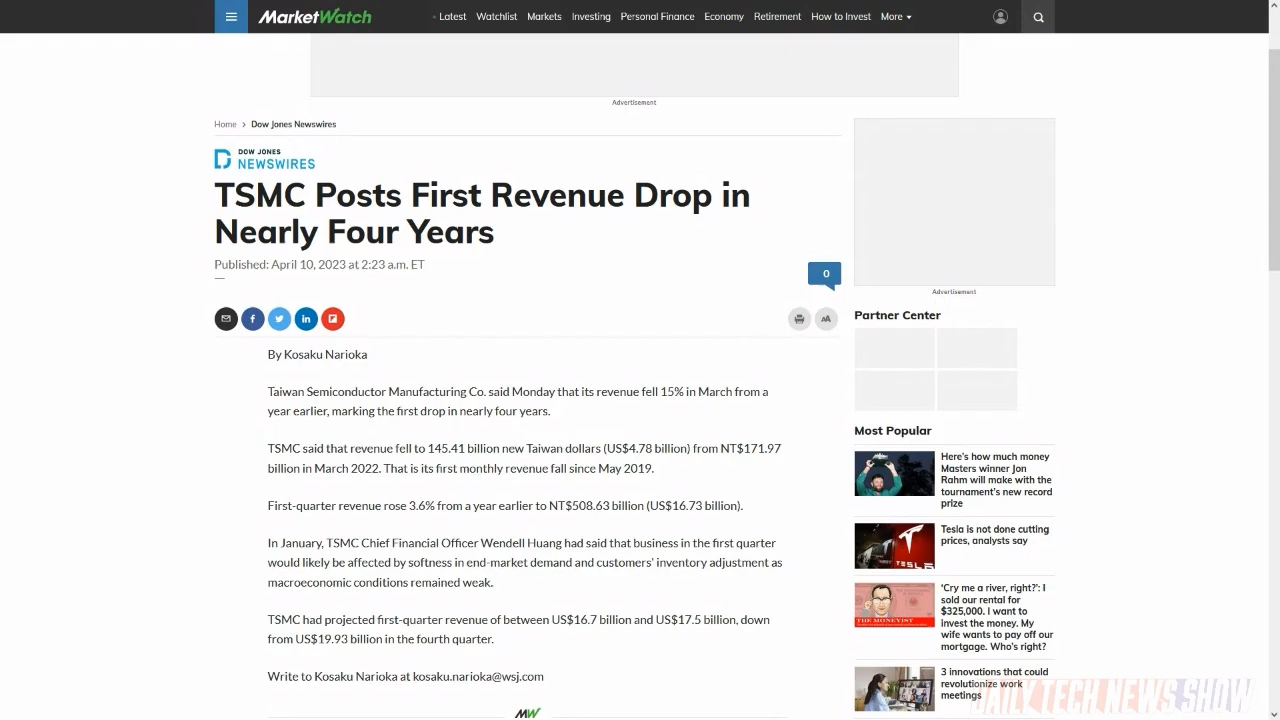 MarketWatch
Latest Watchlist Markets Investing Personal Finance Economy Retirement How to Invest More
Advertisement
Home > Dow Jones Newswires
DOW JONES
NEWSWIRES
TSMC Posts First Revenue Drop in
Nearly Four Years
Published: April 10, 2023 at 2:23 a.m. ET
0
AA
By Kosaku Narioka
Taiwan Semiconductor Manufacturing Co. said Monday that its revenue fell 15% in March from a
year earlier, marking the first drop in nearly four years.
TSMC said that revenue fell to 145.41 billion new Taiwan dollars (US$4.78 billion) from NT$171.97
billion in March 2022. That is its first monthly revenue fall since May 2019.
First-quarter revenue rose 3.6% from a year earlier to NT$508.63 billion (US$16.73 billion).
In January, TSMC Chief Financial Officer Wendell Huang had said that business in the first quarter
would likely be affected by softness in end-market demand and customers' inventory adjustment as
macroeconomic conditions remained weak.
TSMC had projected first-quarter revenue of between US$16.7 billion and US$17.5 billion, down
from US$19.93 billion in the fourth quarter.
Write to Kosaku Narioka at kosaku.narioka@wsj.com
MW
Advertisement
Partner Center
Most Popular
Here's how much money
Masters winner Jon
Rahm will make with the
tournament's new record
prize
TESLA
Tesla is not done cutting
prices, analysts say
THE MONEYIST
'Cry me a river, right?': I
sold our rental for
$325,000. I want to
invest the money. My
wife wants to pay off our
mortgage. Who's right?
3 innovations that could
revolutionize work
meetings
DAILY TECH NEWS SHOW